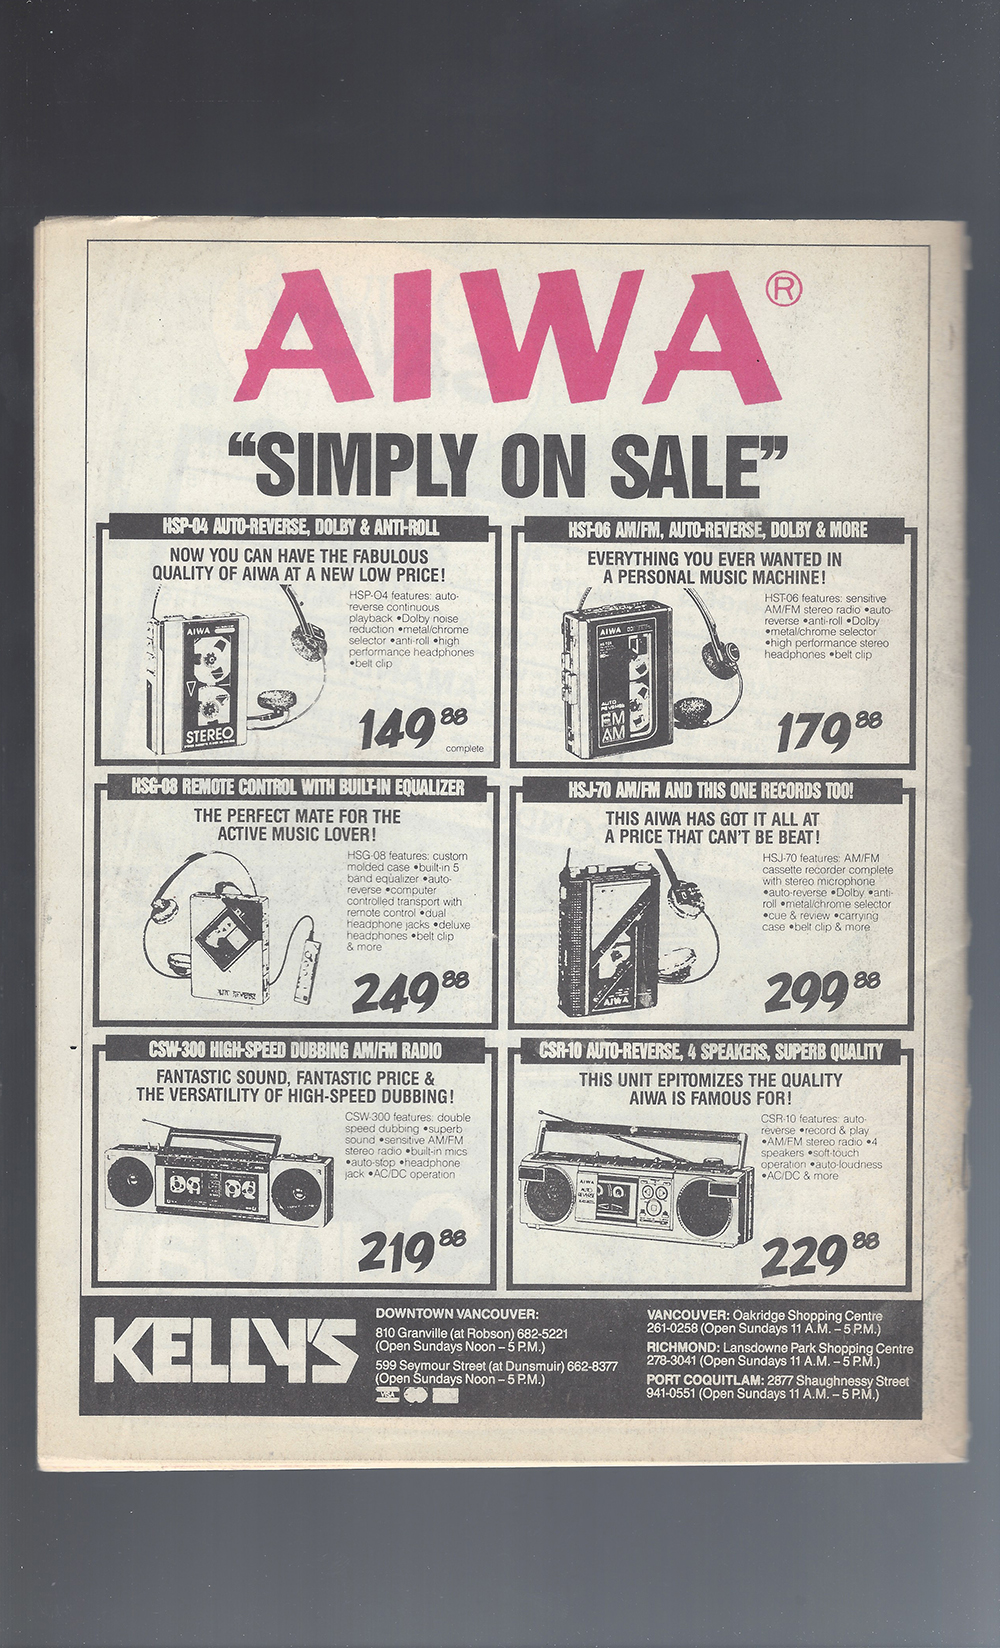 AIWA®
“SIMPLY ON SALE”
HSP-04 AUTO-REVERSE, DOLBY & ANTI-ROLL
NOW YOU CAN HAVE THE FABULOUS
QUALITY OF AIWA AT A NEW LOW PRICE!
HSP-O4 features: auto-
reverse continuous
playback •Dolby noise
reduction •metal/chrome
selector •anti-roll •high
performance headphones
•belt clip
AIWA
STEREO
149 88
complete
HST-06 AM/FM, AUTO-REVERSE, DOLBY & MORE
EVERYTHING YOU EVER WANTED IN
A PERSONAL MUSIC MACHINE!
HST-06 features: sensitive
AM/FM stereo radio •auto-
reverse •anti-roll •Dolby
•metal/chrome selector
•high performance stereo
headphones •belt clip
AIWA
AUTO
REVERSE
FM
AM
179 88
HSG-08 REMOTE CONTROL WITH BUILT-IN EQUALIZER
THE PERFECT MATE FOR THE
ACTIVE MUSIC LOVER!
HSG-08 features: custom
molded case •built-in 5
band equalizer •auto-
reverse •computer
controlled transport with
remote control •dual
headphone jacks •deluxe
headphones •belt clip
& more
249 88
HSJ-70 AM/FM AND THIS ONE RECORDS TOO!
THIS AIWA HAS GOT IT ALL AT
A PRICE THAT CAN'T BE BEAT!
HSJ-70 features: AM/FM
cassette recorder complete
with stereo microphone
•auto-reverse •Dolby •anti-
roll •metal/chrome selector
•cue & review •carrying
case •belt clip & more
AIWA
299 88
CSW-300 HIGH-SPEED DUBBING AM/FM RADIO
FANTASTIC SOUND, FANTASTIC PRICE &
THE VERSATILITY OF HIGH-SPEED DUBBING!
CSW-300 features: double
speed dubbing •superb
sound •sensitive AM/FM
stereo radio •built-in mics
•auto-stop •headphone
jack •AC/DC operation
219 88
CSR-10 AUTO-REVERSE, 4 SPEAKERS, SUPERB QUALITY
THIS UNIT EPITOMIZES THE QUALITY
AIWA IS FAMOUS FOR!
CSR-10 features: auto-
reverse •record & play
•AM/FM stereo radio •4
speakers •soft-touch
operation •auto-loudness
•AC/DC & more
AIWA
AUTO
REVERSE
229 88
KELLY'S
DOWNTOWN VANCOUVER:
810 Granville (at Robson) 682-5221
(Open Sundays Noon – 5 P.M.)
599 Seymour Street (at Dunsmuir) 662-8377
(Open Sundays Noon – 5 P.M.)
VISA
VANCOUVER: Oakridge Shopping Centre
261-0258 (Open Sundays 11 A.M. – 5 P.M.)
RICHMOND: Lansdowne Park Shopping Centre
278-3041 (Open Sundays 11 A.M. – 5 P.M.)
PORT COQUITLAM: 2877 Shaughnessy Street
941-0551 (Open Sundays 11 A.M. – 5 P.M.)